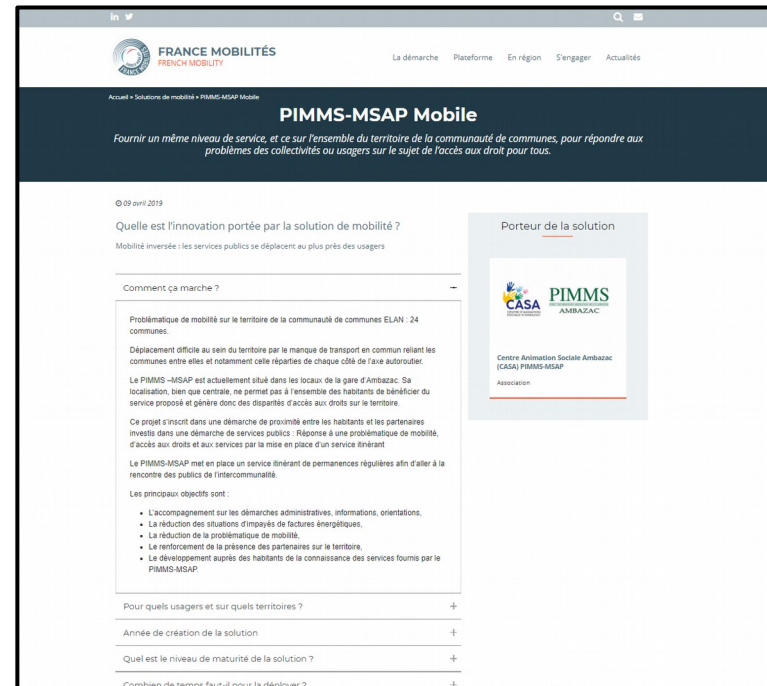 FRANCE MOBILITÉS
FRENCH MOBILITY
La démarche Plateforme En région S'engager Actualités
Accueil » Solutions de mobilité » PIMMS-MSAP Mobile
PIMMS-MSAP Mobile
Fournir un même niveau de service, et ce sur l'ensemble du territoire de la communauté de communes, pour répondre aux
problèmes des collectivités ou usagers sur le sujet de l'accès aux droit pour tous.
09 avril 2019
Quelle est l'innovation portée par la solution de mobilité ?
Mobilité inversée : les services publics se déplacent au plus près des usagers
Comment ça marche ?
Problématique de mobilité sur le territoire de la communauté de communes ELAN : 24
communes.
Déplacement difficile au sein du territoire par le manque de transport en commun reliant les
communes entre elles et notamment celle réparties de chaque côté de l'axe autoroutier.
Le PIMMS –MSAP est actuellement situé dans les locaux de la gare d'Ambazac. Sa
localisation, bien que centrale, ne permet pas à l'ensemble des habitants de bénéficier du
service proposé et génère donc des disparités d'accès aux droits sur le territoire.
Ce projet s'inscrit dans une démarche de proximité entre les habitants et les partenaires
investis dans une démarche de services publics : Réponse à une problématique de mobilité,
d'accès aux droits et aux services par la mise en place d'un service itinérant
Le PIMMS-MSAP met en place un service itinérant de permanences régulières afin d'aller à la
rencontre des publics de l'intercommunalité.
Les principaux objectifs sont :
• L'accompagnement sur les démarches administratives, informations, orientations,
• La réduction des situations d'impayés de factures énergétiques,
• La réduction de la problématique de mobilité,
• Le renforcement de la présence des partenaires sur le territoire,
• Le développement auprès des habitants de la connaissance des services fournis par le
PIMMS-MSAP.
Pour quels usagers et sur quels territoires ?
Année de création de la solution
Quel est le niveau de maturité de la solution ?
Combien de temps faut-il pour la déployer ?
Porteur de la solution
CASA
PIMMS
AMBAZAC
Centre Animation Sociale Ambazac
(CASA) PIMMS-MSAP
Association